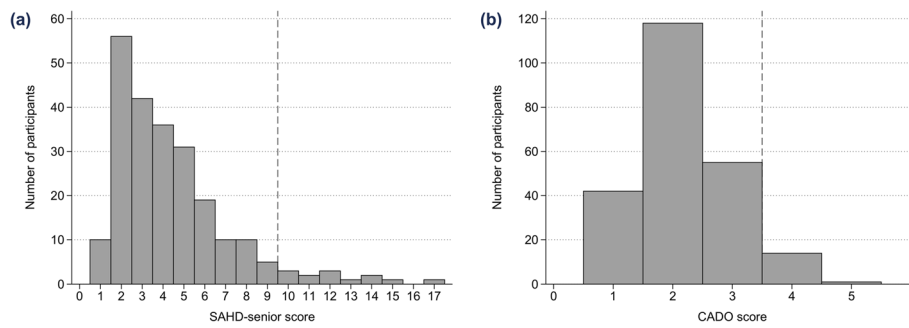 (a)
60
50
40
30
20
10
0
Number of participants
0 1 2 3 4 5 6 7 8 9 10 11 12 13 14 15 16 17
SAHD-senior score
(b)
120
100
80
60
40
20
0
Number of participants
0 1 2 3 4 5
CADO score